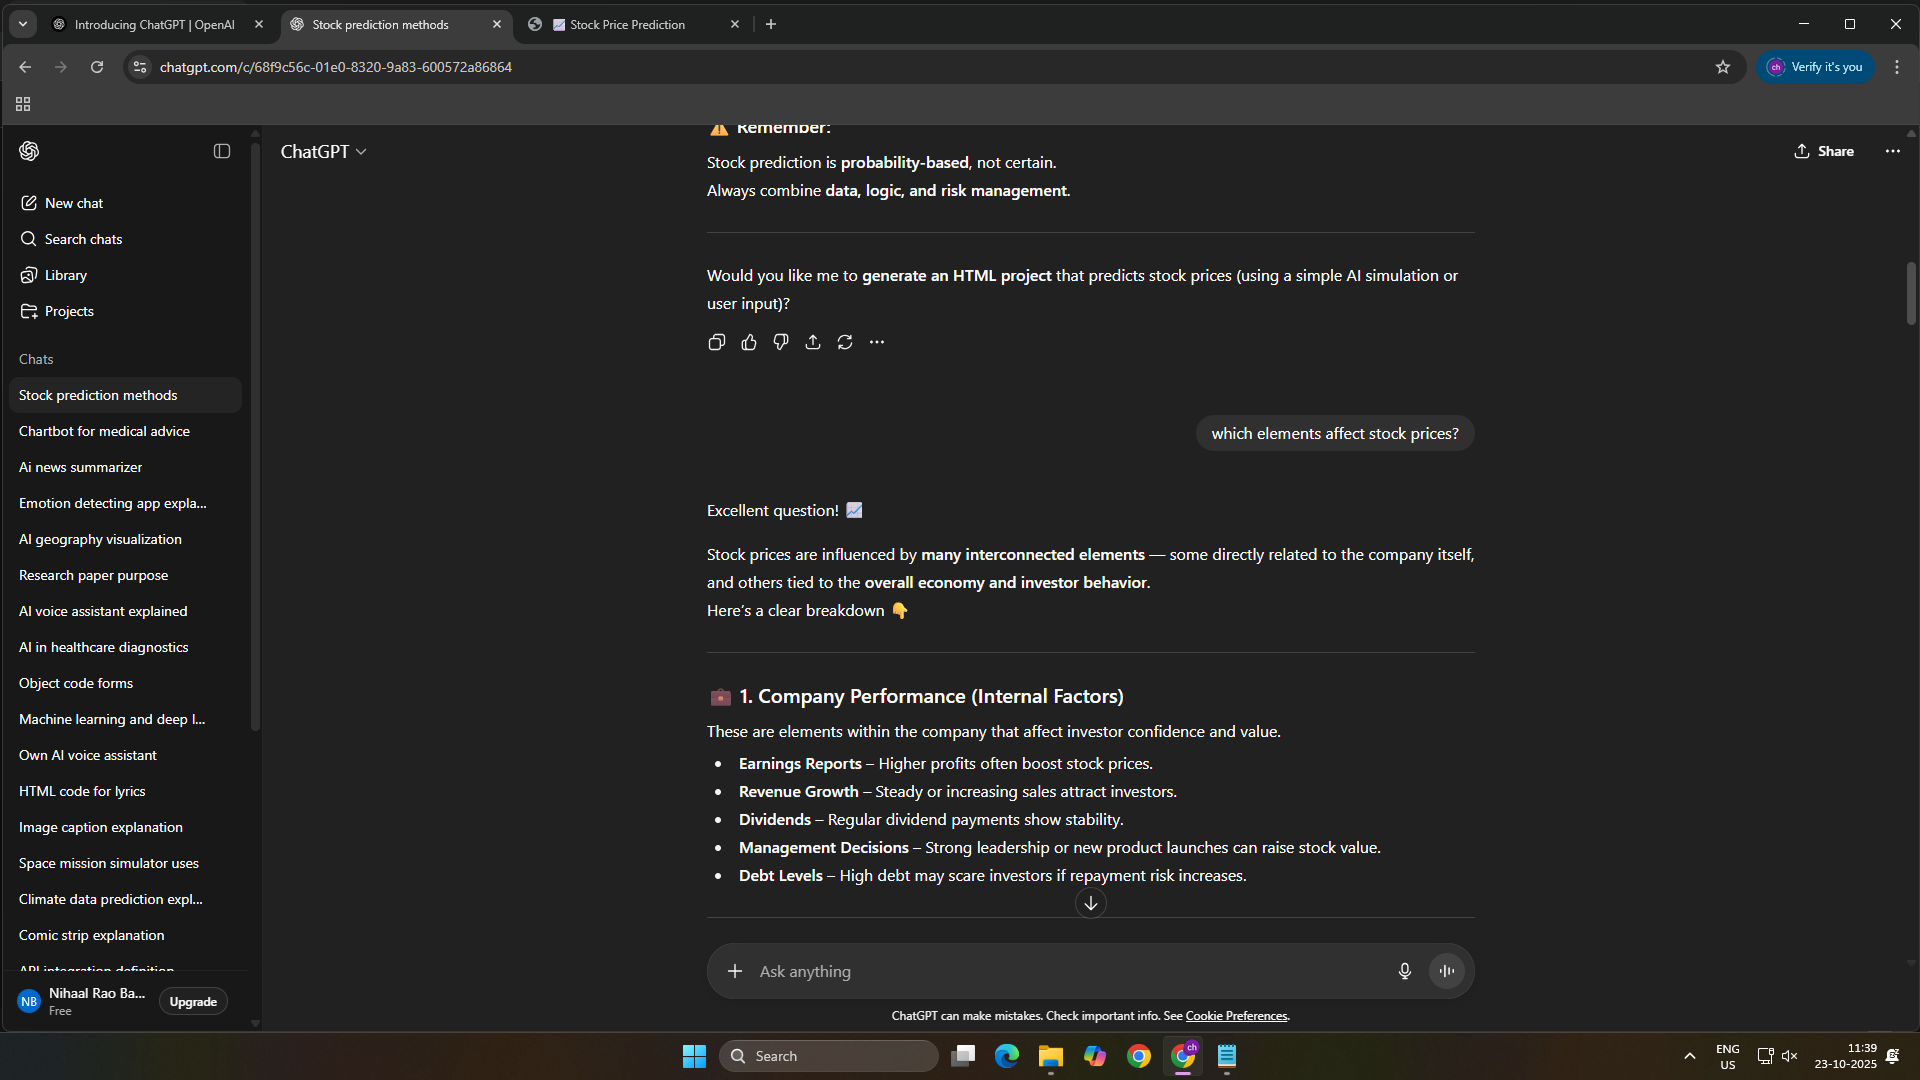 Introducing ChatGPT | OpenAI
Stock prediction methods
Stock Price Prediction
chatgpt.com/c/68f9c56c-01e0-8320-9a83-600572a86864
ch
Verify it's you
ChatGPT
Share
New chat
Search chats
Library
Projects
Chats
Stock prediction methods
Chartbot for medical advice
Ai news summarizer
Emotion detecting app expla...
AI geography visualization
Research paper purpose
AI voice assistant explained
AI in healthcare diagnostics
Object code forms
Machine learning and deep l...
Own AI voice assistant
HTML code for lyrics
Image caption explanation
Space mission simulator uses
Climate data prediction expl...
Comic strip explanation
API integration definition
NB
Nihaal Rao Ba...
Free
Upgrade
Remember:
Stock prediction is probability-based, not certain.
Always combine data, logic, and risk management.
Would you like me to generate an HTML project that predicts stock prices (using a simple AI simulation or
user input)?
which elements affect stock prices?
Excellent question!
Stock prices are influenced by many interconnected elements — some directly related to the company itself,
and others tied to the overall economy and investor behavior.
Here's a clear breakdown
1. Company Performance (Internal Factors)
These are elements within the company that affect investor confidence and value.
• Earnings Reports – Higher profits often boost stock prices.
• Revenue Growth – Steady or increasing sales attract investors.
• Dividends – Regular dividend payments show stability.
• Management Decisions – Strong leadership or new product launches can raise stock value.
• Debt Levels – High debt may scare investors if repayment risk increases.
Ask anything
ChatGPT can make mistakes. Check important info. See Cookie Preferences.
Search
ch
ENG
US
11:39
23-10-2025